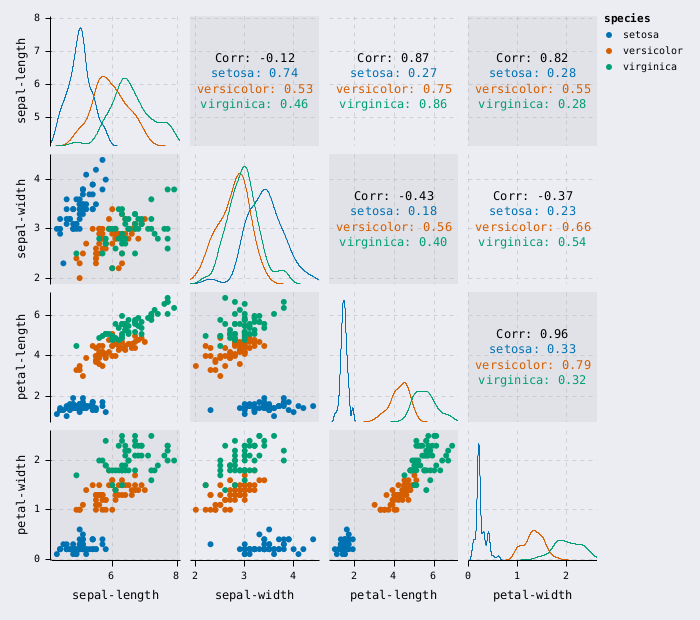 species
setosa
versicolor
virginica
sepal-length
8
7
6
5
Corr: -0.12
setosa: 0.74
versicolor: 0.53
virginica: 0.46
Corr: 0.87
setosa: 0.27
versicolor: 0.75
virginica: 0.86
Corr: 0.82
setosa: 0.28
versicolor: 0.55
virginica: 0.28
sepal-width
4
3
2
Corr: -0.43
setosa: 0.18
versicolor: 0.56
virginica: 0.40
Corr: -0.37
setosa: 0.23
versicolor: 0.66
virginica: 0.54
petal-length
6
4
2
Corr: 0.96
setosa: 0.33
versicolor: 0.79
virginica: 0.32
petal-width
2
1
0
6 8
2 3 4
2 4 6
0 1 2
sepal-length
sepal-width
petal-length
petal-width